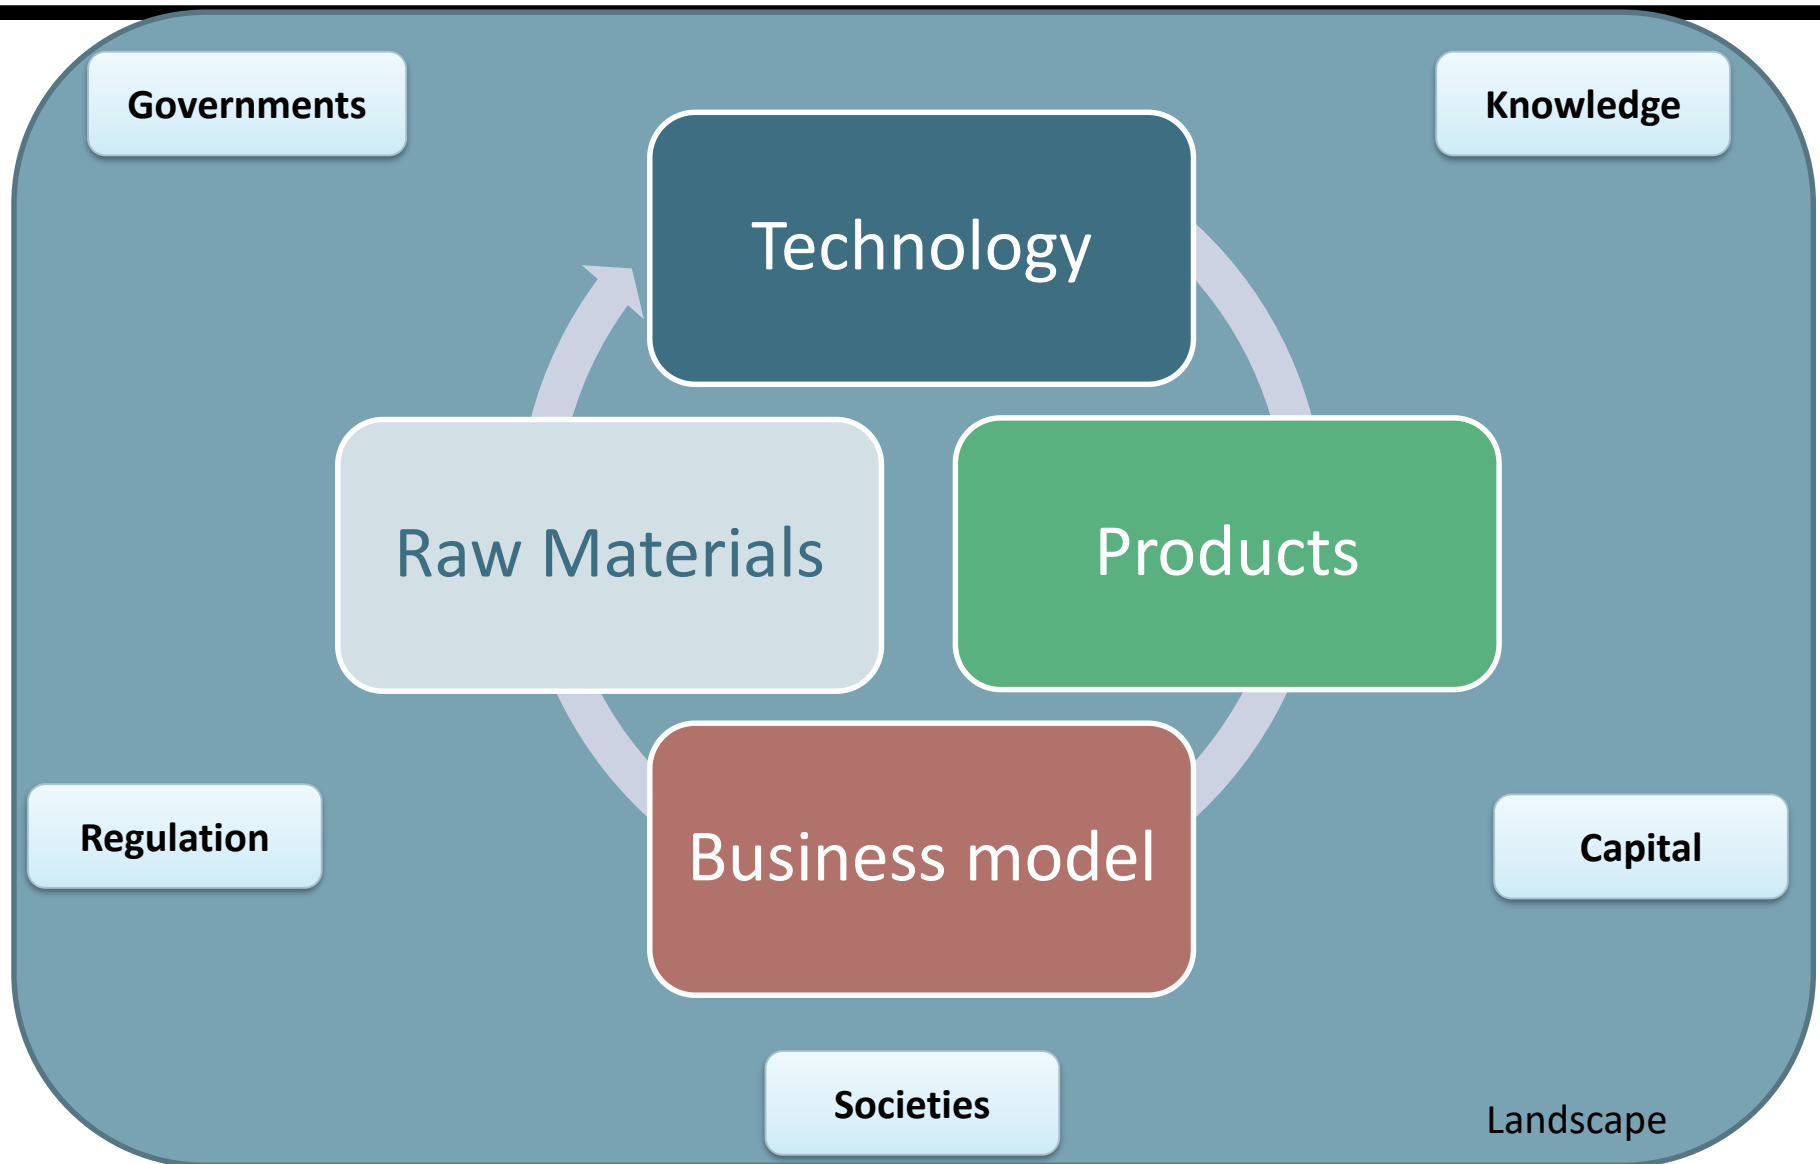 Governments
Knowledge
Technology
Raw Materials
Products
Regulation
Business model
Capital
Societies
Landscape